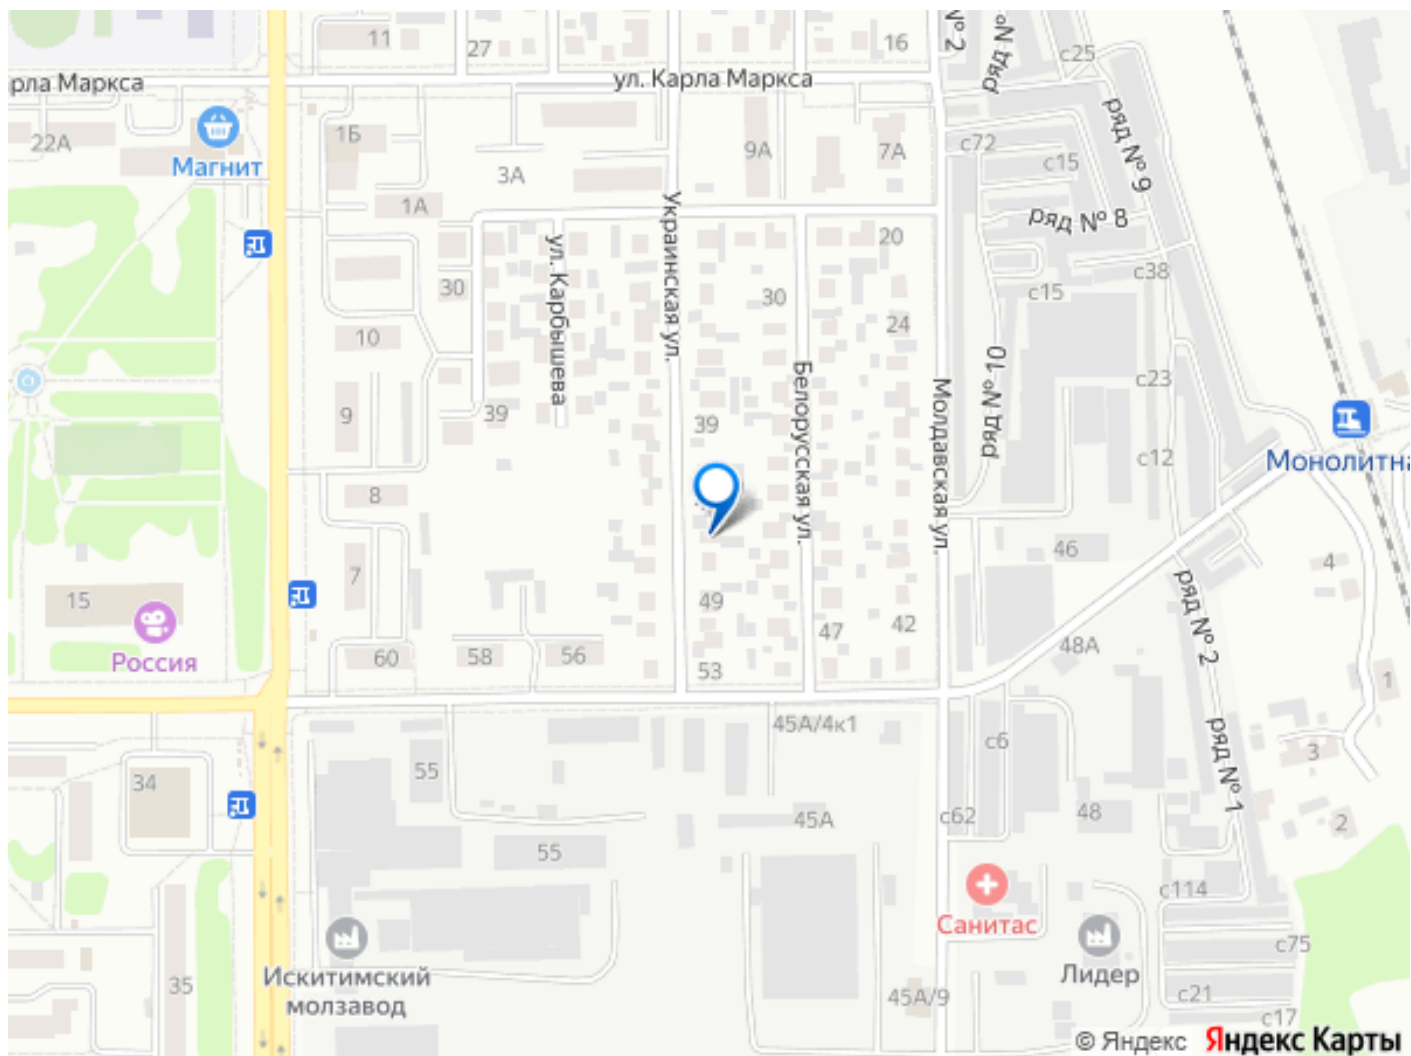 11
27
16
№ 2
ряд №
с25
рла Маркса
ул. Карла Маркса
22А
Магнит
1Б
3А
9А
7А
с72
с15
ряд № 9
1А
Украинская ул.
ул. Карбышева
20
ряд № 8
30
30
24
с15
с38
10
ряд № 10
9
39
39
Белорусская ул.
Молдавская ул.
с23
с12
Монолитна
8
7
46
4
15
Россия
49
47
42
48А
ряд № 2
60
58
56
53
1
45А/4к1
с6
ряд № 1
3
34
55
45А
с62
48
2
55
Санитас
с114
Искитимский
молзавод
Лидер
с75
35
45А/9
с21
с17
© Яндекс Яндекс Карты